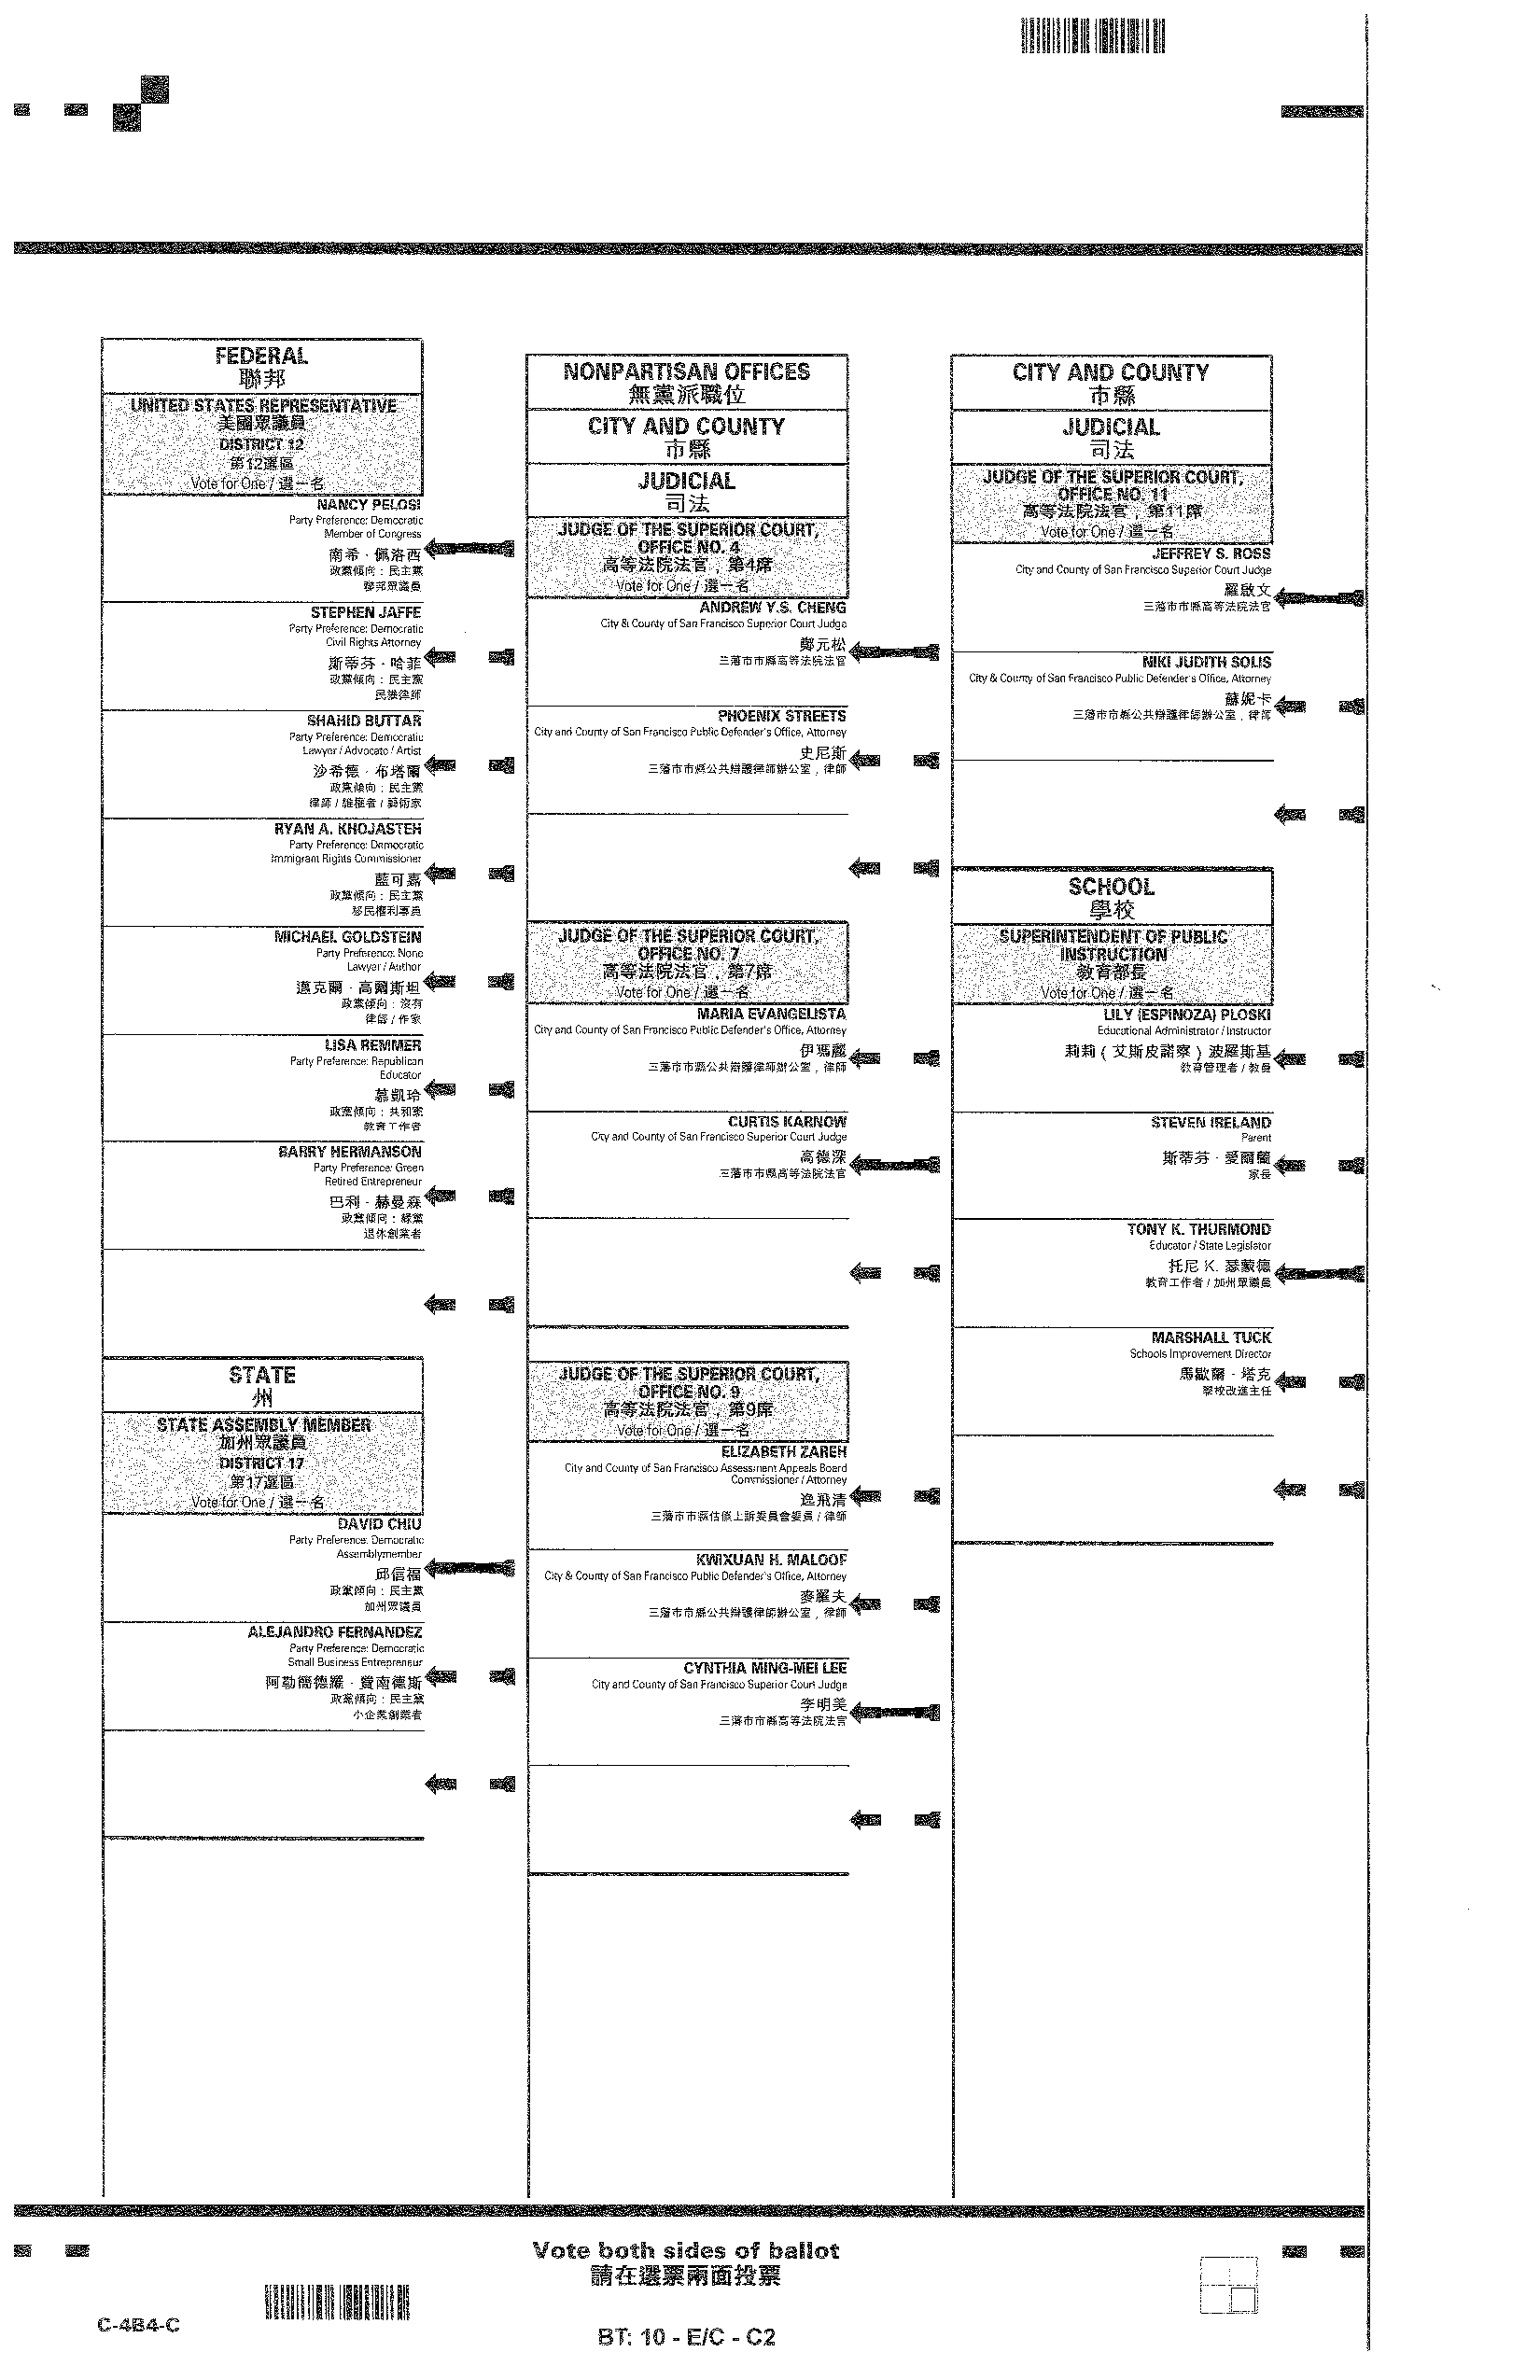 FEDERAL
聯邦
UNITED STATES REPRESENTATIVE
美國眾議員
DISTRICT 12
第12選區
Vote for One / 選一名
NANCY PELOSI
Party Preference: Democratic
Member of Congress
南希 · 佩洛西
政黨傾向 : 民主黨
聯邦眾議員
STEPHEN JAFFE
Party Preference: Democratic
Civil Rights Attorney
斯蒂芬 · 哈菲
政黨傾向 : 民主黨
民權律師
SHAHID BUTTAR
Party Preference: Democratic
Lawyer / Advocate / Artist
沙希德 · 布塔爾
政黨傾向 : 民主黨
律師 / 維權者 / 藝術家
RYAN A. KHOJASTEH
Party Preference: Democratic
Immigrant Rights Commissioner
藍可嘉
政黨傾向 : 民主黨
移民權利專員
MICHAEL GOLDSTEIN
Party Preference: None
Lawyer / Author
邁克爾 · 高爾斯坦
政黨傾向 : 沒有
律師 / 作家
LISA REMMER
Party Preference: Republican
Educator
慕凱玲
政黨傾向 : 共和黨
教育工作者
BARRY HERMANSON
Party Preference: Green
Retired Entrepreneur
巴利 · 赫曼森
政黨傾向 : 綠黨
退休創業者
STATE
州
STATE ASSEMBLY MEMBER
加州眾議員
DISTRICT 17
第17選區
Vote for One / 選一名
DAVID CHIU
Party Preference: Democratic
Assemblymember
邱信福
政黨傾向 : 民主黨
加州眾議員
ALEJANDRO FERNANDEZ
Party Preference: Democratic
Small Business Entrepreneur
阿勒簡德羅 · 費南德斯
政黨傾向 : 民主黨
小企業創業者
NONPARTISAN OFFICES
無黨派職位
CITY AND COUNTY
市縣
JUDICIAL
司法
JUDGE OF THE SUPERIOR COURT,
OFFICE NO. 4
高等法院法官 , 第4席
Vote for One / 選一名
ANDREW Y.S. CHENG
City & County of San Francisco Superior Court Judge
鄭元松
三藩市市縣高等法院法官
PHOENIX STREETS
City and County of San Francisco Public Defender's Office, Attorney
史尼斯
三藩市市縣公共辯護律師辦公室 , 律師
JUDGE OF THE SUPERIOR COURT,
OFFICE NO. 7
高等法院法官 , 第7席
Vote for One / 選一名
MARIA EVANGELISTA
City and County of San Francisco Public Defender's Office, Attorney
伊瑪麗
三藩市市縣公共辯護律師辦公室 , 律師
CURTIS KARNOW
City and County of San Francisco Superior Court Judge
高德深
三藩市市縣高等法院法官
JUDGE OF THE SUPERIOR COURT,
OFFICE NO. 9
高等法院法官 , 第9席
Vote for One / 選一名
ELIZABETH ZAREH
City and County of San Francisco Assessment Appeals Board
Commissioner / Attorney
逸飛清
三藩市市縣估價上訴委員會委員 / 律師
KWIXUAN H. MALOOF
City & County of San Francisco Public Defender's Office, Attorney
麥羅夫
三藩市市縣公共辯護律師辦公室 , 律師
CYNTHIA MING-MEI LEE
City and County of San Francisco Superior Court Judge
李明美
三藩市市縣高等法院法官
CITY AND COUNTY
市縣
JUDICIAL
司法
JUDGE OF THE SUPERIOR COURT,
OFFICE NO. 11
高等法院法官 , 第11席
Vote for One / 選一名
JEFFREY S. ROSS
City and County of San Francisco Superior Court Judge
羅啟文
三藩市市縣高等法院法官
NIKI JUDITH SOLIS
City & County of San Francisco Public Defender's Office, Attorney
蘇妮卡
三藩市市縣公共辯護律師辦公室 , 律師
SCHOOL
學校
SUPERINTENDENT OF PUBLIC
INSTRUCTION
教育部長
Vote for One / 選一名
LILY (ESPINOZA) PLOSKI
Educational Administrator / Instructor
莉莉 ( 艾斯皮諾察 ) 波羅斯基
教育管理者 / 教員
STEVEN IRELAND
Parent
斯蒂芬 · 愛爾蘭
家長
TONY K. THURMOND
Educator / State Legislator
托尼 K. 瑟蒙德
教育工作者 / 加州眾議員
MARSHALL TUCK
Schools Improvement Director
馬歇爾 · 塔克
學校改進主任
Vote both sides of ballot
請在選票兩面投票
C-4B4-C
BT: 10 - E/C - C2